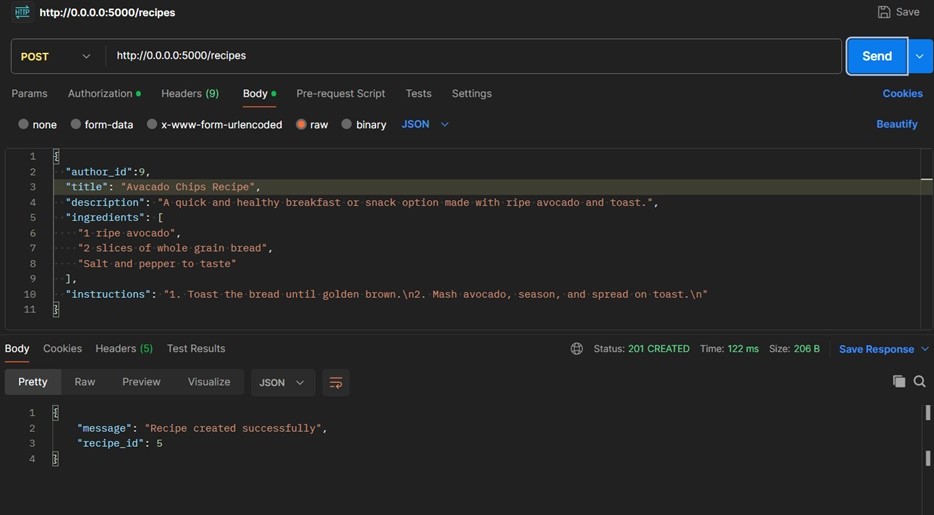 HTTP http://0.0.0.0:5000/recipes Save
POST http://0.0.0.0:5000/recipes Send
Params Authorization Headers (9) Body Pre-request Script Tests Settings Cookies
none form-data x-www-form-urlencoded raw binary JSON Beautify
1 {
2 "author_id":9,
3 "title": "Avacado Chips Recipe",
4 "description": "A quick and healthy breakfast or snack option made with ripe avocado and toast.",
5 "ingredients": [
6 "1 ripe avocado",
7 "2 slices of whole grain bread",
8 "Salt and pepper to taste"
9 ],
10 "instructions": "1. Toast the bread until golden brown.\n2. Mash avocado, season, and spread on toast.\n"
11 }
Body Cookies Headers (5) Test Results Status: 201 CREATED Time: 122 ms Size: 206 B Save Response
Pretty Raw Preview Visualize JSON
1 {
2 "message": "Recipe created successfully",
3 "recipe_id": 5
4 }